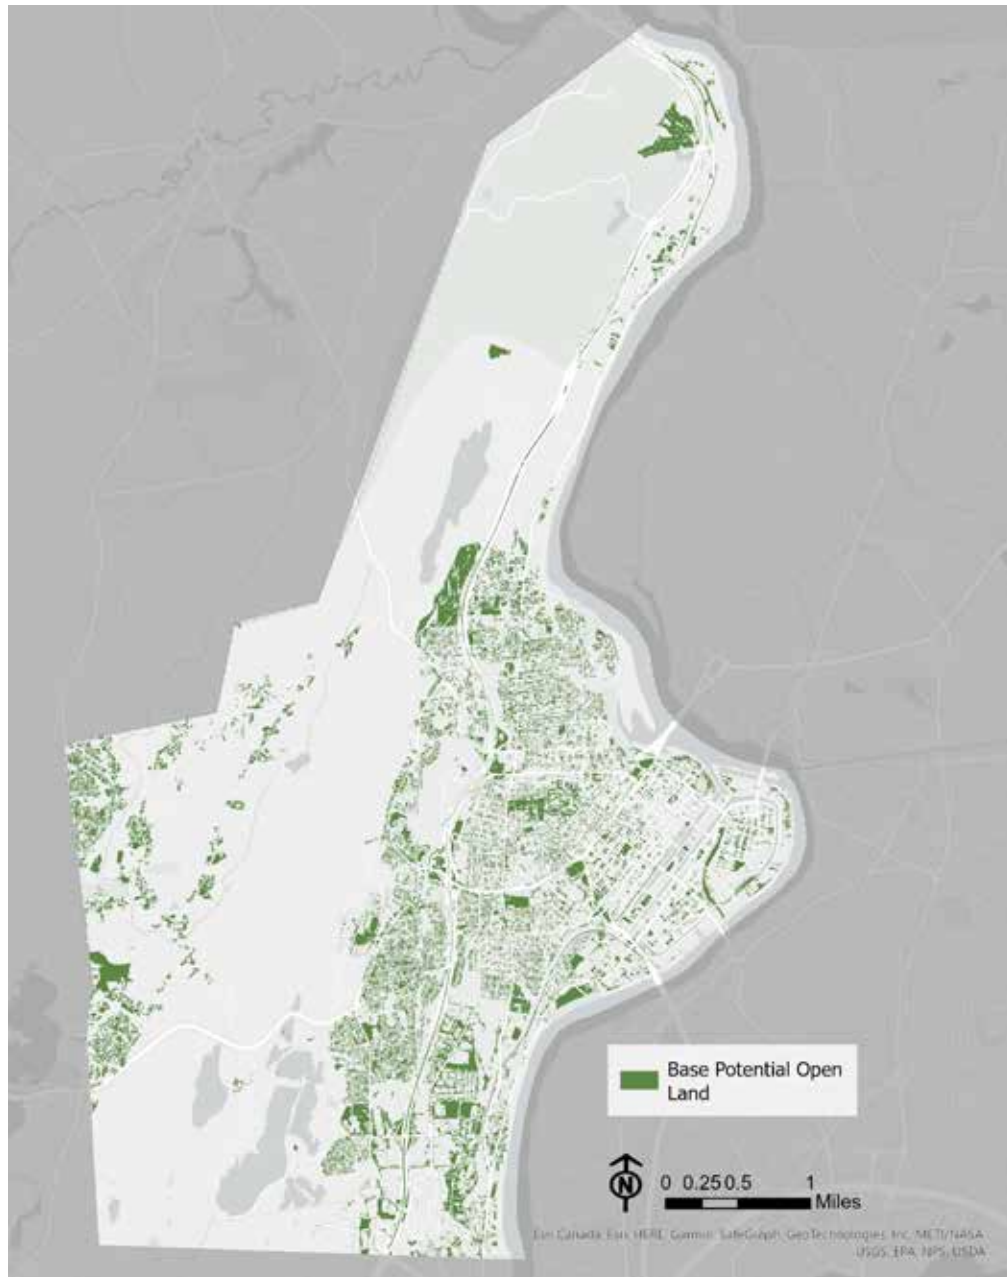 Base Potential Open
Land
N
0 0.25 0.5 1
Miles
Esri Canada, Esri, HERE, Garmin, SafeGraph, GeoTechnologies, Inc, METI/NASA,
USGS, EPA, NPS, USDA